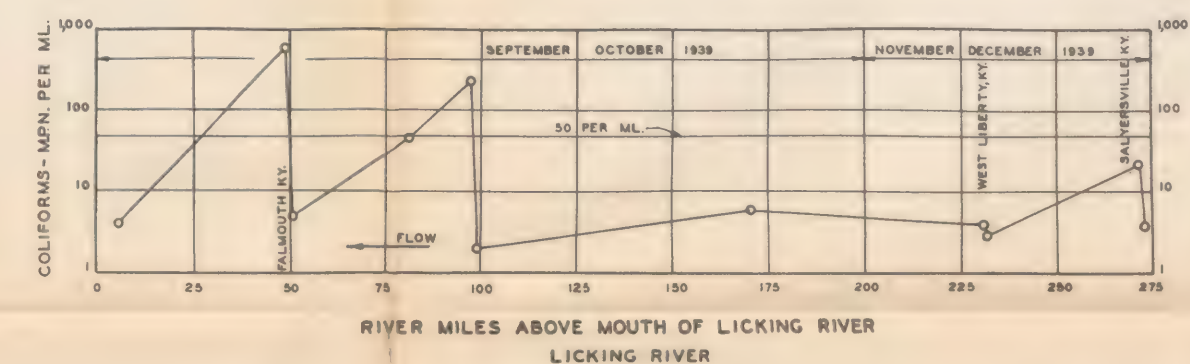 1,000 1,000
SEPTEMBER OCTOBER 1939 NOVEMBER DECEMBER 1939
100 100
50 PER ML.
10 10
1 1
COLIFORMS - M.P.N. PER ML.
FALMOUTH KY.
FLOW
WEST LIBERTY, KY.
SALYERSVILLE KY.
0 25 50 75 100 125 150 175 200 225 250 275
RIVER MILES ABOVE MOUTH OF LICKING RIVER
LICKING RIVER